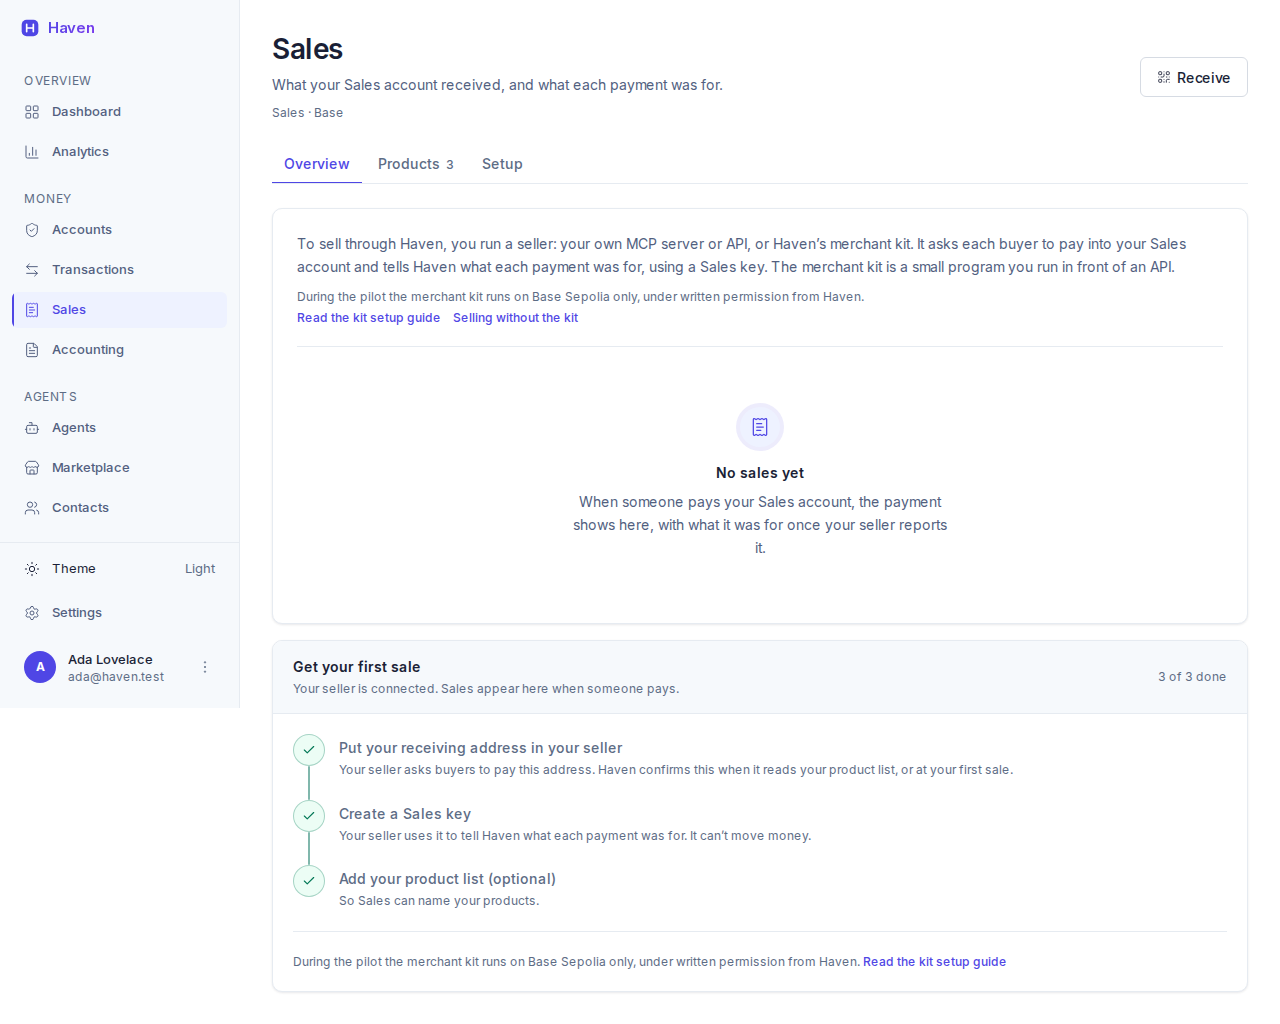 Haven
OVERVIEW
Dashboard
Analytics
MONEY
Accounts
Transactions
Sales
Accounting
AGENTS
Agents
Marketplace
Contacts
Theme Light
Settings
A
Ada Lovelace
ada@haven.test
Sales
What your Sales account received, and what each payment was for.
Sales · Base
Receive
Overview Products 3 Setup
To sell through Haven, you run a seller: your own MCP server or API, or Haven’s merchant kit. It asks each buyer to pay into your Sales
account and tells Haven what each payment was for, using a Sales key. The merchant kit is a small program you run in front of an API.
During the pilot the merchant kit runs on Base Sepolia only, under written permission from Haven.
Read the kit setup guide Selling without the kit
No sales yet
When someone pays your Sales account, the payment
shows here, with what it was for once your seller reports
it.
Get your first sale
Your seller is connected. Sales appear here when someone pays.
3 of 3 done
Put your receiving address in your seller
Your seller asks buyers to pay this address. Haven confirms this when it reads your product list, or at your first sale.
Create a Sales key
Your seller uses it to tell Haven what each payment was for. It can’t move money.
Add your product list (optional)
So Sales can name your products.
During the pilot the merchant kit runs on Base Sepolia only, under written permission from Haven. Read the kit setup guide